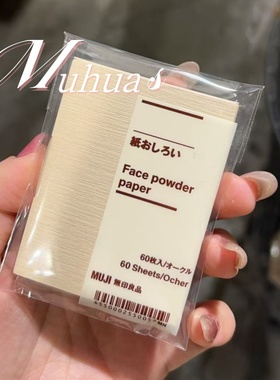 Muhua's
紙おしろい
Face powder
paper
60枚入/オークル
60 Sheets/Ocher
MUJI 無印良品